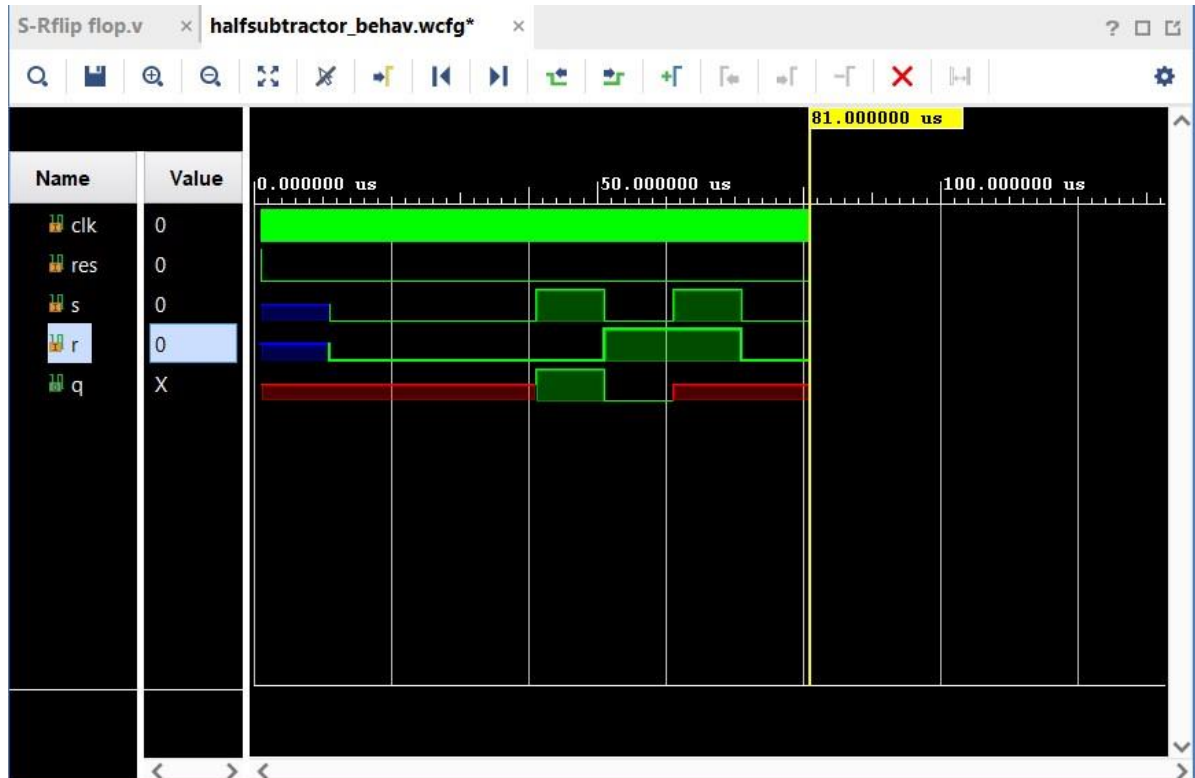 S-Rflip flop.v × halfsubtractor_behav.wcfg* × ?
81.000000 us
Name Value 0.000000 us 50.000000 us 100.000000 us
clk 0
res 0
s 0
r 0
q X